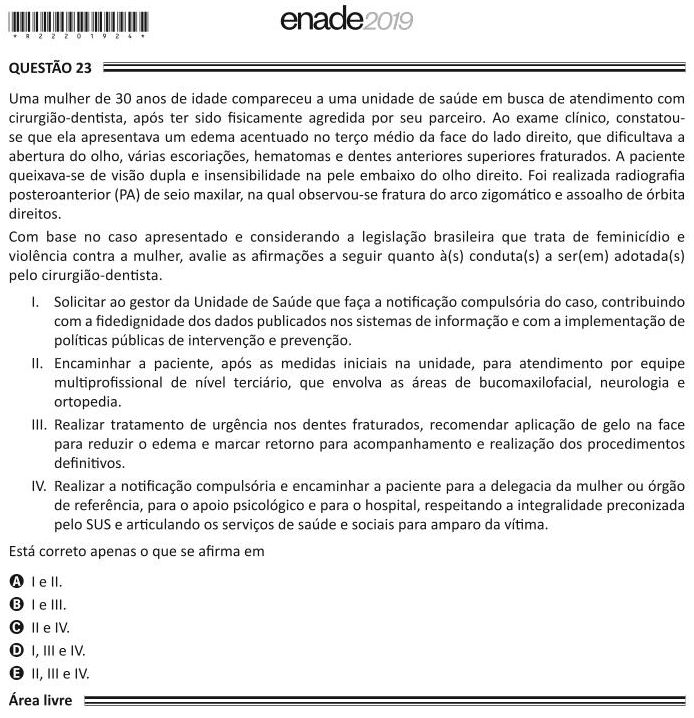 enade2019
*R22201924*
QUESTÃO 23
Uma mulher de 30 anos de idade compareceu a uma unidade de saúde em busca de atendimento com
cirurgião-dentista, após ter sido fisicamente agredida por seu parceiro. Ao exame clínico, constatou-
se que ela apresentava um edema acentuado no terço médio da face do lado direito, que dificultava a
abertura do olho, várias escoriações, hematomas e dentes anteriores superiores fraturados. A paciente
queixava-se de visão dupla e insensibilidade na pele embaixo do olho direito. Foi realizada radiografia
posteroanterior (PA) de seio maxilar, na qual observou-se fratura do arco zigomático e assoalho de órbita
direitos.
Com base no caso apresentado e considerando a legislação brasileira que trata de feminicídio e
violência contra a mulher, avalie as afirmações a seguir quanto à(s) conduta(s) a ser(em) adotada(s)
pelo cirurgião-dentista.
I. Solicitar ao gestor da Unidade de Saúde que faça a notificação compulsória do caso, contribuindo
com a fidedignidade dos dados publicados nos sistemas de informação e com a implementação de
políticas públicas de intervenção e prevenção.
II. Encaminhar a paciente, após as medidas iniciais na unidade, para atendimento por equipe
multiprofissional de nível terciário, que envolva as áreas de bucomaxilofacial, neurologia e
ortopedia.
III. Realizar tratamento de urgência nos dentes fraturados, recomendar aplicação de gelo na face
para reduzir o edema e marcar retorno para acompanhamento e realização dos procedimentos
definitivos.
IV. Realizar a notificação compulsória e encaminhar a paciente para a delegacia da mulher ou órgão
de referência, para o apoio psicológico e para o hospital, respeitando a integralidade preconizada
pelo SUS e articulando os serviços de saúde e sociais para amparo da vítima.
Está correto apenas o que se afirma em
A I e II.
B I e III.
C II e IV.
D I, III e IV.
E II, III e IV.
Área livre